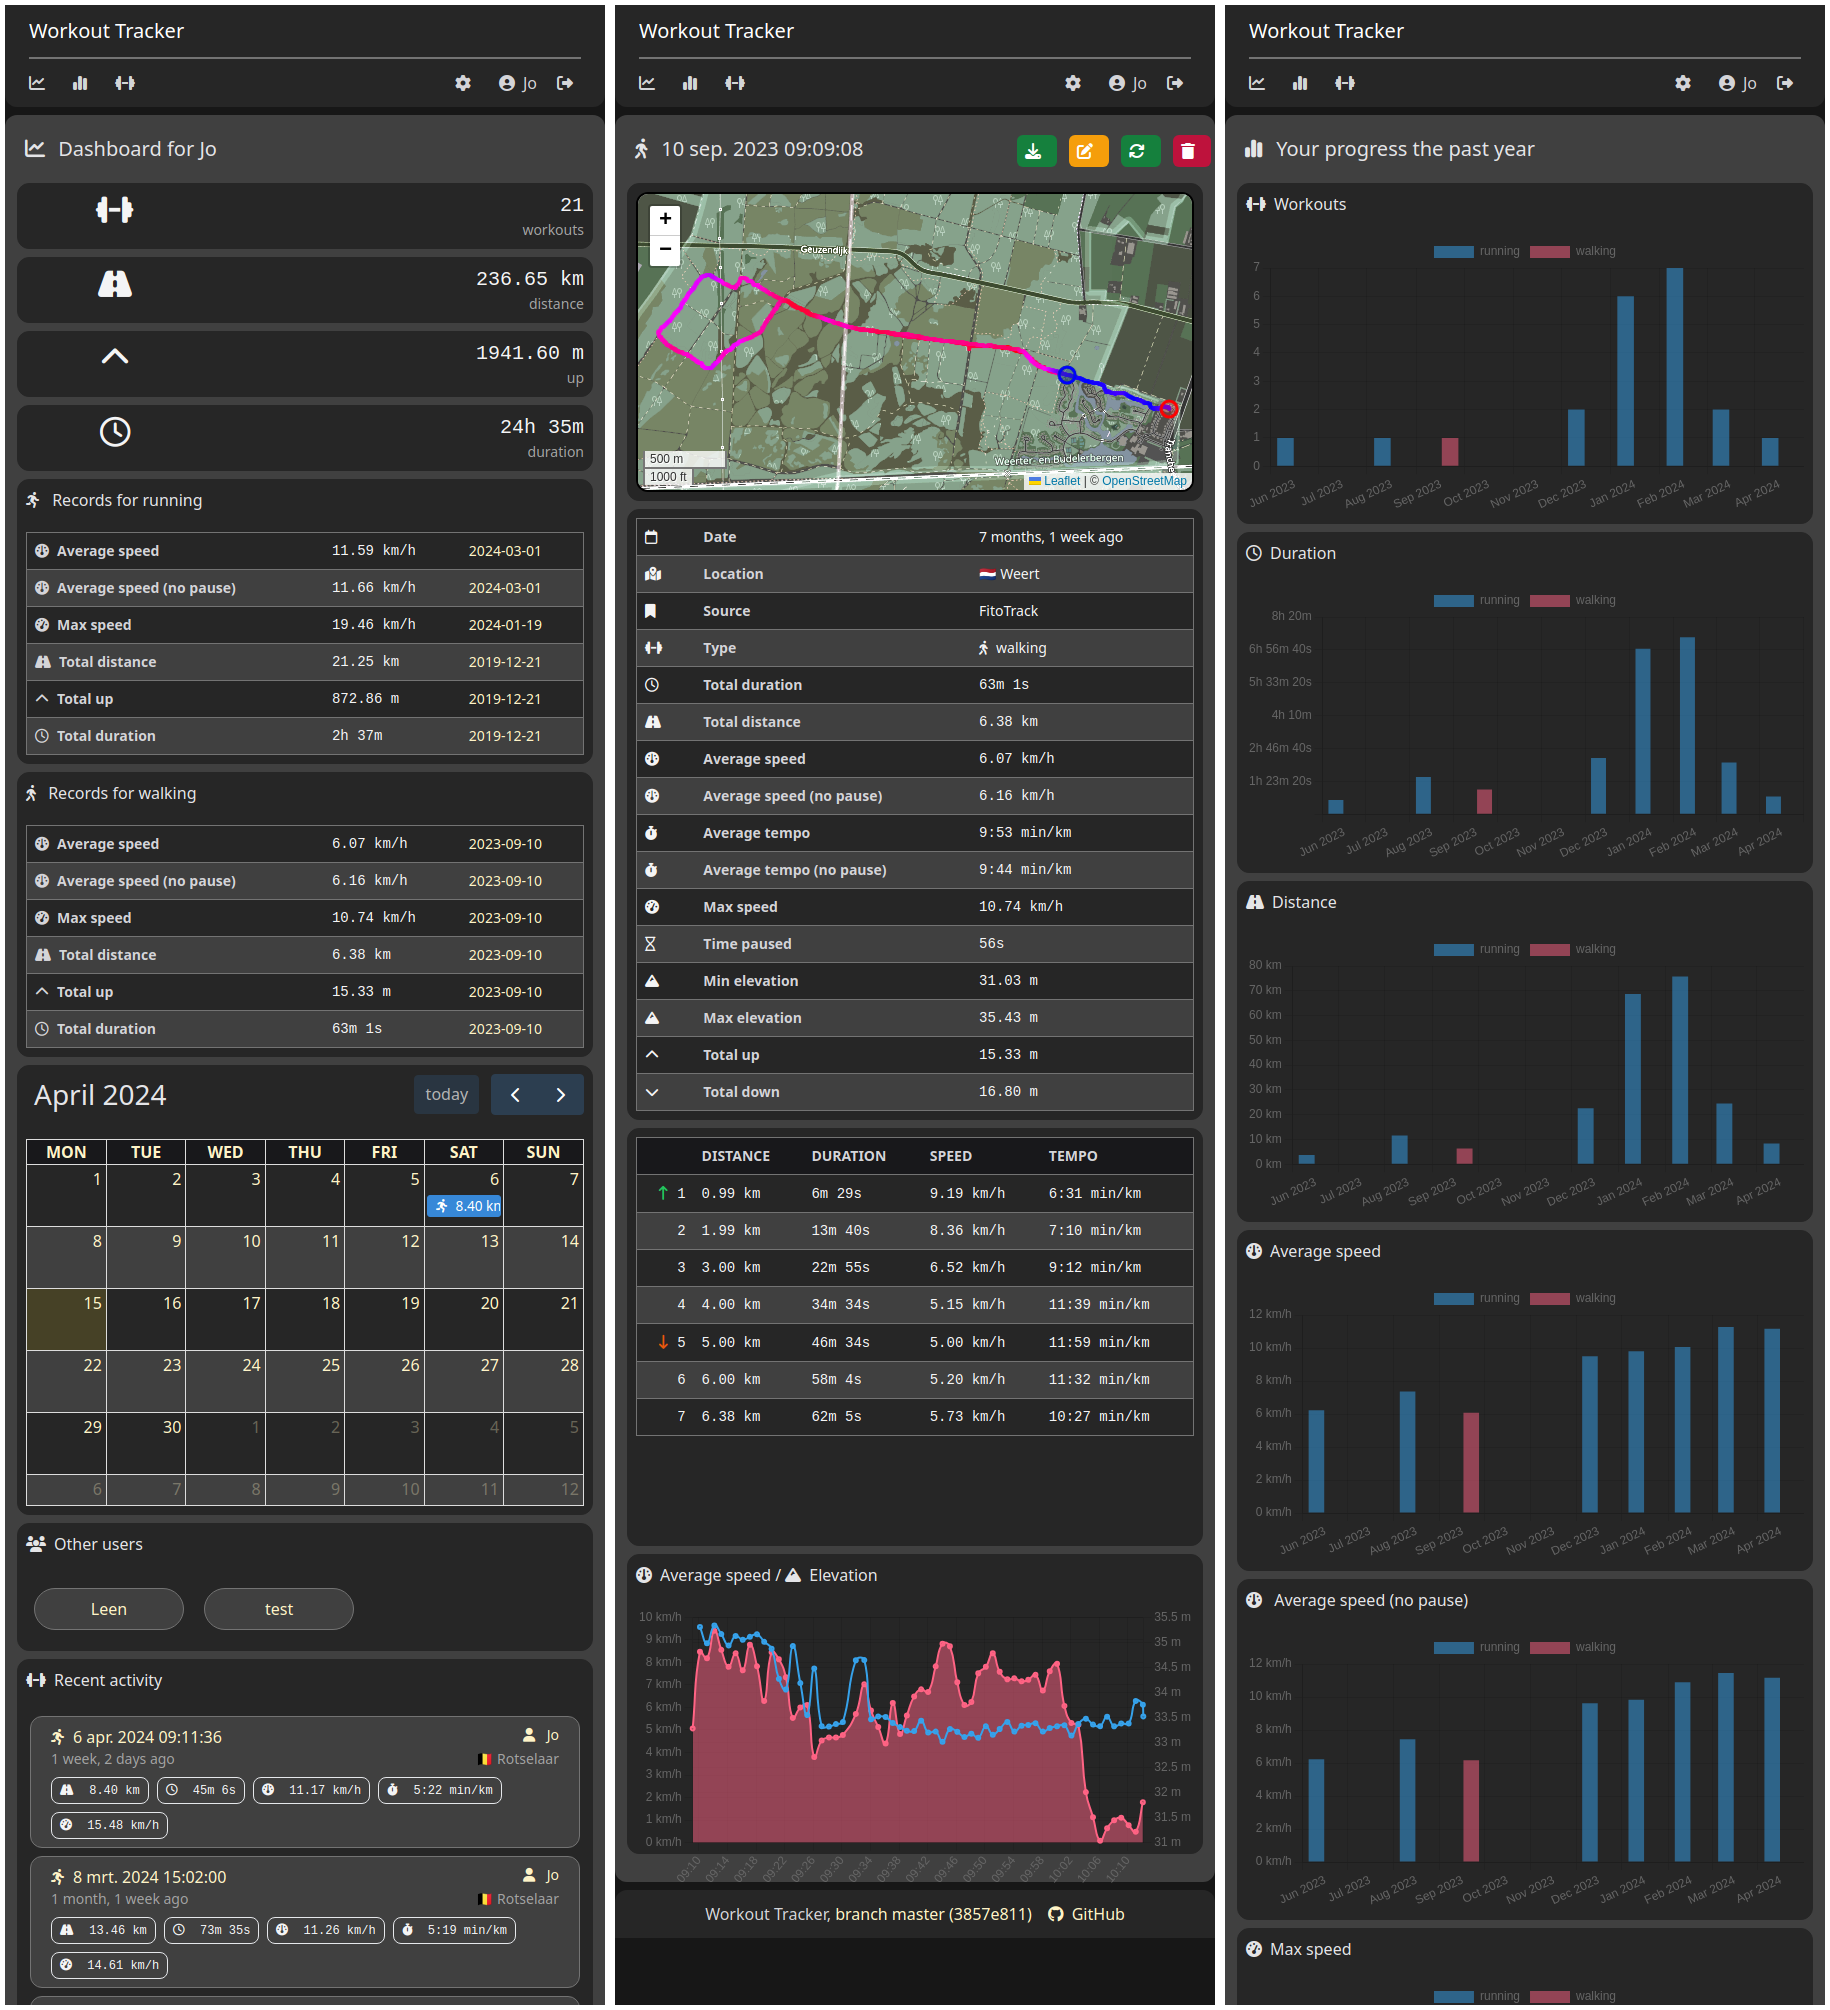 Workout Tracker
Jo
Dashboard for Jo
21
workouts
236.65 km
distance
1941.60 m
up
24h 35m
duration
Records for running
Average speed 11.59 km/h 2024-03-01
Average speed (no pause) 11.66 km/h 2024-03-01
Max speed 19.46 km/h 2024-01-19
Total distance 21.25 km 2019-12-21
Total up 872.86 m 2019-12-21
Total duration 2h 37m 2019-12-21
Records for walking
Average speed 6.07 km/h 2023-09-10
Average speed (no pause) 6.16 km/h 2023-09-10
Max speed 10.74 km/h 2023-09-10
Total distance 6.38 km 2023-09-10
Total up 15.33 m 2023-09-10
Total duration 63m 1s 2023-09-10
April 2024 today
MON TUE WED THU FRI SAT SUN
1 2 3 4 5 6 7
8.40 km
8 9 10 11 12 13 14
15 16 17 18 19 20 21
22 23 24 25 26 27 28
29 30 1 2 3 4 5
6 7 8 9 10 11 12
Other users
Leen test
Recent activity
6 apr. 2024 09:11:36 Jo
1 week, 2 days ago Rotselaar
8.40 km 45m 6s 11.17 km/h 5:22 min/km
15.48 km/h
8 mrt. 2024 15:02:00 Jo
1 month, 1 week ago Rotselaar
13.46 km 73m 35s 11.26 km/h 5:19 min/km
14.61 km/h
Workout Tracker
Jo
10 sep. 2023 09:09:08
+
−
Geuzendijk
Weerter- en Budelerbergen
500 m
1000 ft
Leaflet | © OpenStreetMap
Date 7 months, 1 week ago
Location Weert
Source FitoTrack
Type walking
Total duration 63m 1s
Total distance 6.38 km
Average speed 6.07 km/h
Average speed (no pause) 6.16 km/h
Average tempo 9:53 min/km
Average tempo (no pause) 9:44 min/km
Max speed 10.74 km/h
Time paused 56s
Min elevation 31.03 m
Max elevation 35.43 m
Total up 15.33 m
Total down 16.80 m
DISTANCE DURATION SPEED TEMPO
1 0.99 km 6m 29s 9.19 km/h 6:31 min/km
2 1.99 km 13m 40s 8.36 km/h 7:10 min/km
3 3.00 km 22m 55s 6.52 km/h 9:12 min/km
4 4.00 km 34m 34s 5.15 km/h 11:39 min/km
5 5.00 km 46m 34s 5.00 km/h 11:59 min/km
6 6.00 km 58m 4s 5.20 km/h 11:32 min/km
7 6.38 km 62m 5s 5.73 km/h 10:27 min/km
Average speed / Elevation
10 km/h 35.5 m
9 km/h 35 m
8 km/h 34.5 m
7 km/h 34 m
6 km/h 33.5 m
5 km/h 33 m
4 km/h 32.5 m
3 km/h 32 m
2 km/h 31.5 m
1 km/h 31 m
0 km/h
09:10 09:14 09:18 09:22 09:26 09:30 09:34 09:38 09:42 09:46 09:50 09:54 09:58 10:02 10:06 10:10
Workout Tracker, branch master (3857e811) GitHub
Workout Tracker
Jo
Your progress the past year
Workouts
running walking
7
6
5
4
3
2
1
0
Jun 2023 Jul 2023 Aug 2023 Sep 2023 Oct 2023 Nov 2023 Dec 2023 Jan 2024 Feb 2024 Mar 2024 Apr 2024
Duration
running walking
8h 20m
6h 56m 40s
5h 33m 20s
4h 10m
2h 46m 40s
1h 23m 20s
Jun 2023 Jul 2023 Aug 2023 Sep 2023 Oct 2023 Nov 2023 Dec 2023 Jan 2024 Feb 2024 Mar 2024 Apr 2024
Distance
running walking
80 km
70 km
60 km
50 km
40 km
30 km
20 km
10 km
0 km
Jun 2023 Jul 2023 Aug 2023 Sep 2023 Oct 2023 Nov 2023 Dec 2023 Jan 2024 Feb 2024 Mar 2024 Apr 2024
Average speed
running walking
12 km/h
10 km/h
8 km/h
6 km/h
4 km/h
2 km/h
0 km/h
Jun 2023 Jul 2023 Aug 2023 Sep 2023 Oct 2023 Nov 2023 Dec 2023 Jan 2024 Feb 2024 Mar 2024 Apr 2024
Average speed (no pause)
running walking
12 km/h
10 km/h
8 km/h
6 km/h
4 km/h
2 km/h
0 km/h
Jun 2023 Jul 2023 Aug 2023 Sep 2023 Oct 2023 Nov 2023 Dec 2023 Jan 2024 Feb 2024 Mar 2024 Apr 2024
Max speed
running walking